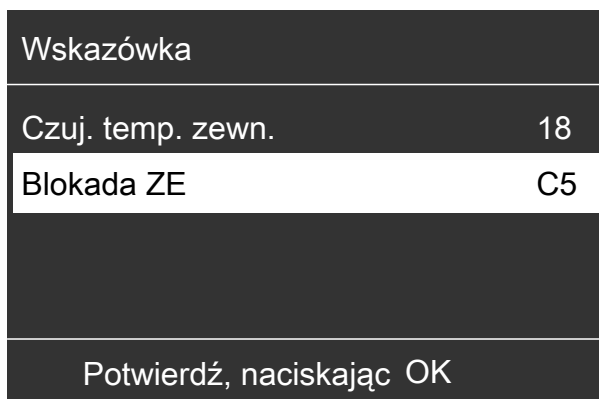 Wskazówka
Czuj. temp. zewn. 18
Blokada ZE C5
Potwierdź, naciskając OK